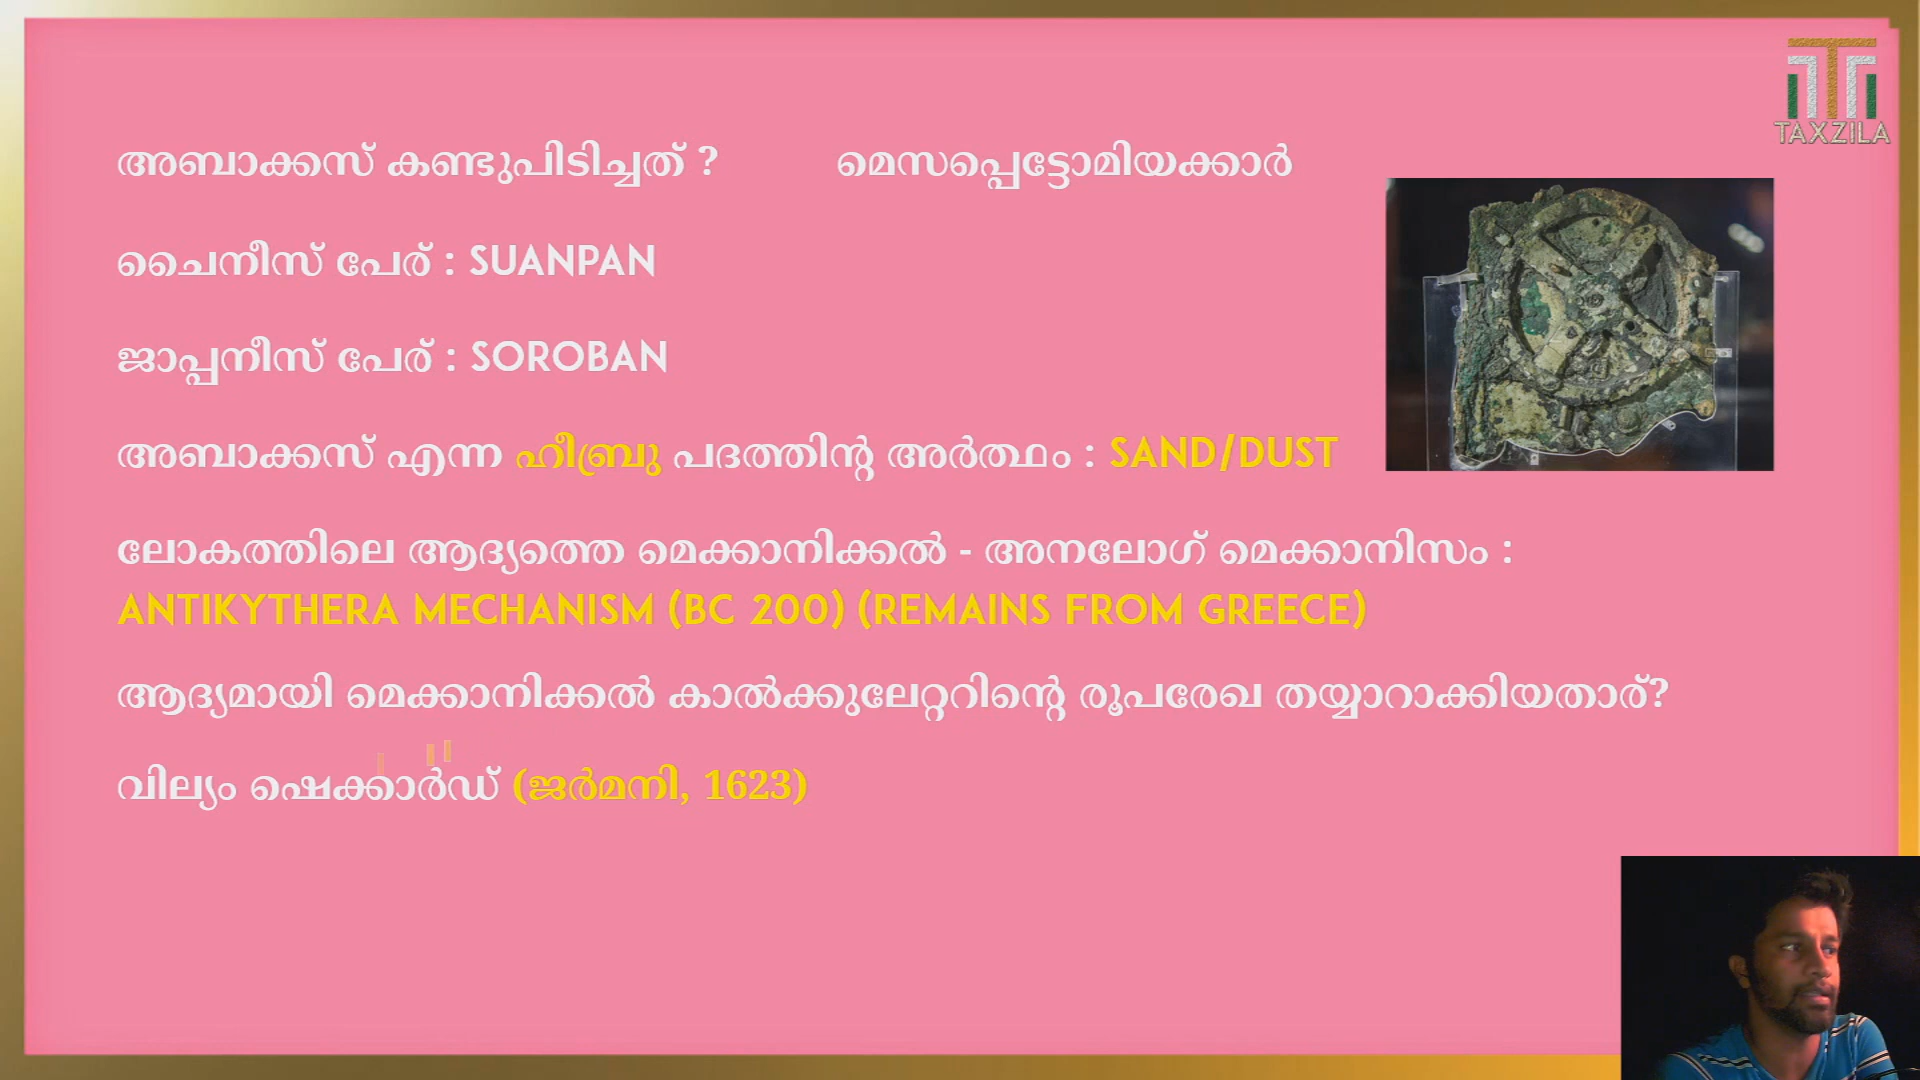 TAXZILA
അബാക്കസ് കണ്ടുപിടിച്ചത് ? മെസപ്പെട്ടോമിയക്കാർ
ചൈനീസ് പേര് : SUANPAN
ജാപ്പനീസ് പേര് : SOROBAN
അബാക്കസ് എന്ന ഹീബ്രു പദത്തിന്റ അർത്ഥം : SAND/DUST
ലോകത്തിലെ ആദ്യത്തെ മെക്കാനിക്കൽ - അനലോഗ് മെക്കാനിസം :
ANTIKYTHERA MECHANISM (BC 200) (REMAINS FROM GREECE)
ആദ്യമായി മെക്കാനിക്കൽ കാൽക്കുലേറ്ററിന്റെ രൂപരേഖ തയ്യാറാക്കിയതാര്?
വില്യം ഷെക്കാർഡ് (ജർമനി, 1623)